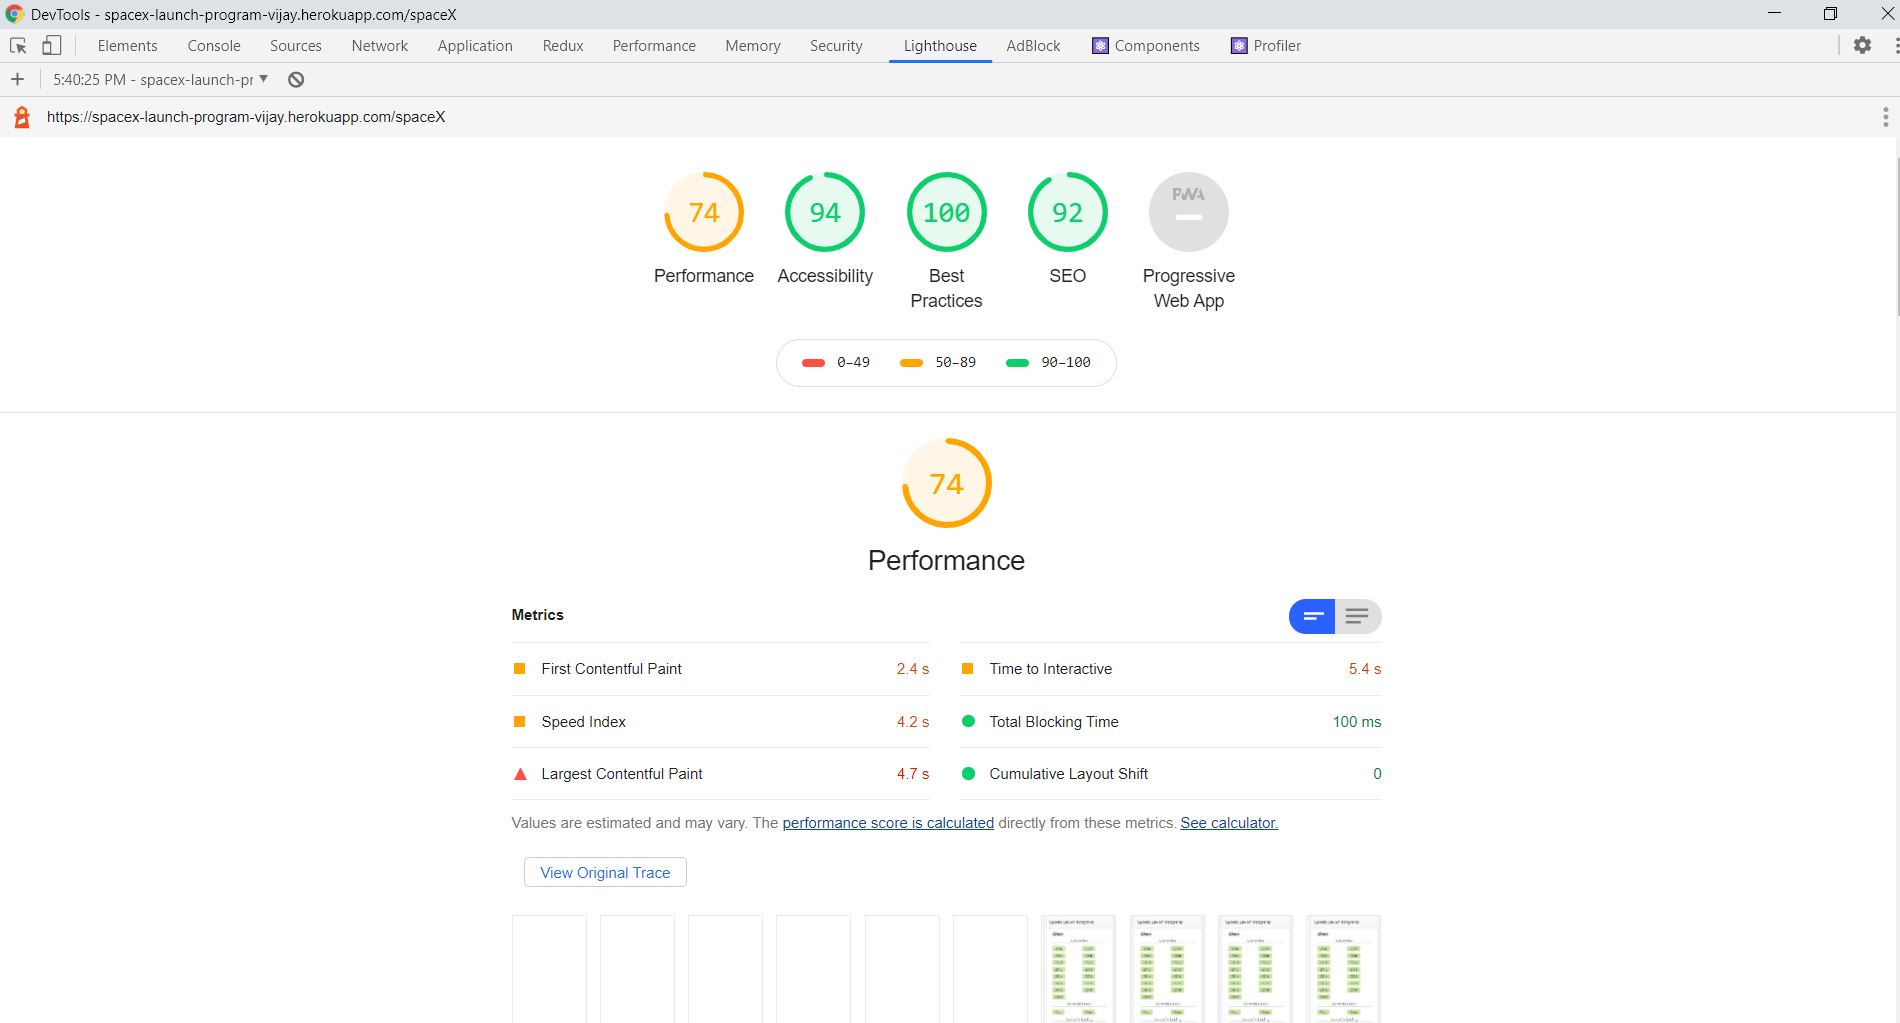 DevTools - spacex-launch-program-vijay.herokuapp.com/spaceX
Elements Console Sources Network Application Redux Performance Memory Security Lighthouse AdBlock Components Profiler
5:40:25 PM - spacex-launch-pr
https://spacex-launch-program-vijay.herokuapp.com/spaceX
74 94 100 92 PWA
Performance Accessibility Best Practices SEO Progressive Web App
0–49 50–89 90–100
74
Performance
Metrics
First Contentful Paint 2.4 s
Time to Interactive 5.4 s
Speed Index 4.2 s
Total Blocking Time 100 ms
Largest Contentful Paint 4.7 s
Cumulative Layout Shift 0
Values are estimated and may vary. The performance score is calculated directly from these metrics. See calculator.
View Original Trace